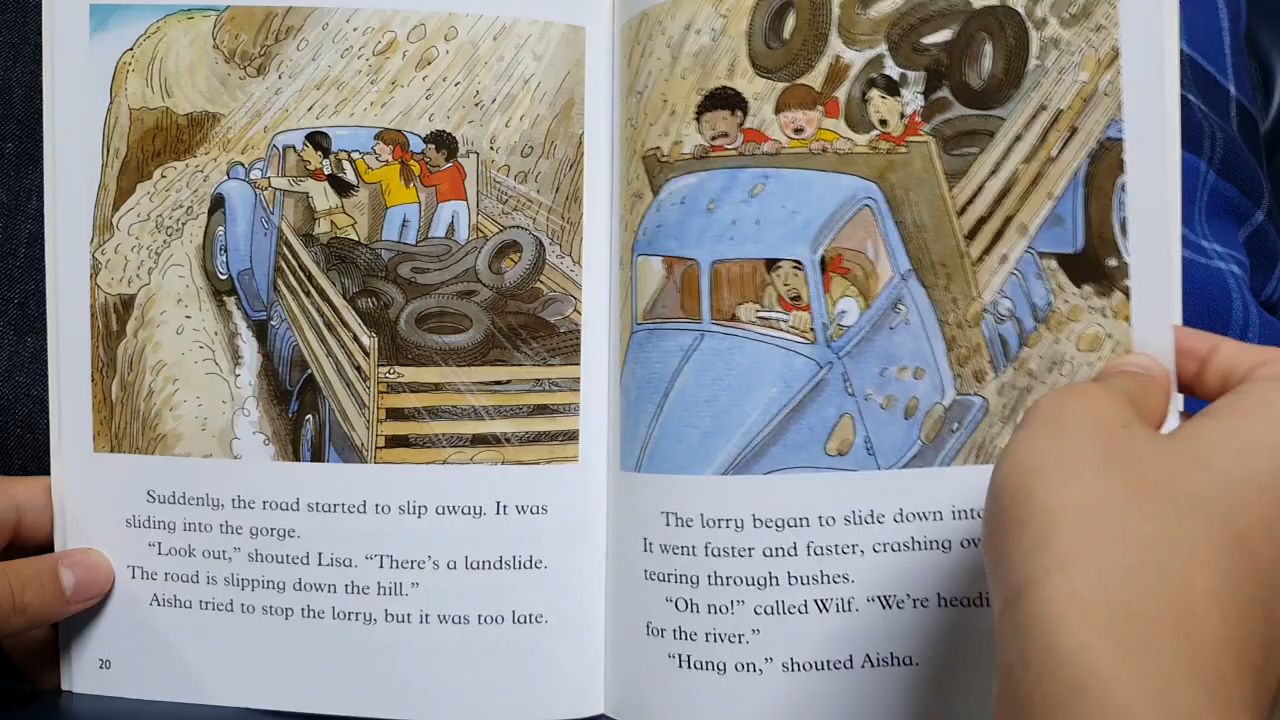 Suddenly, the road started to slip away. It was
sliding into the gorge.
“Look out,” shouted Lisa. “There’s a landslide.
The road is slipping down the hill.”
Aisha tried to stop the lorry, but it was too late.
20
The lorry began to slide down into
It went faster and faster, crashing
tearing through bushes.
“Oh no!” called Wilf. “We’re
for the river.”
“Hang on,” shouted Aisha.